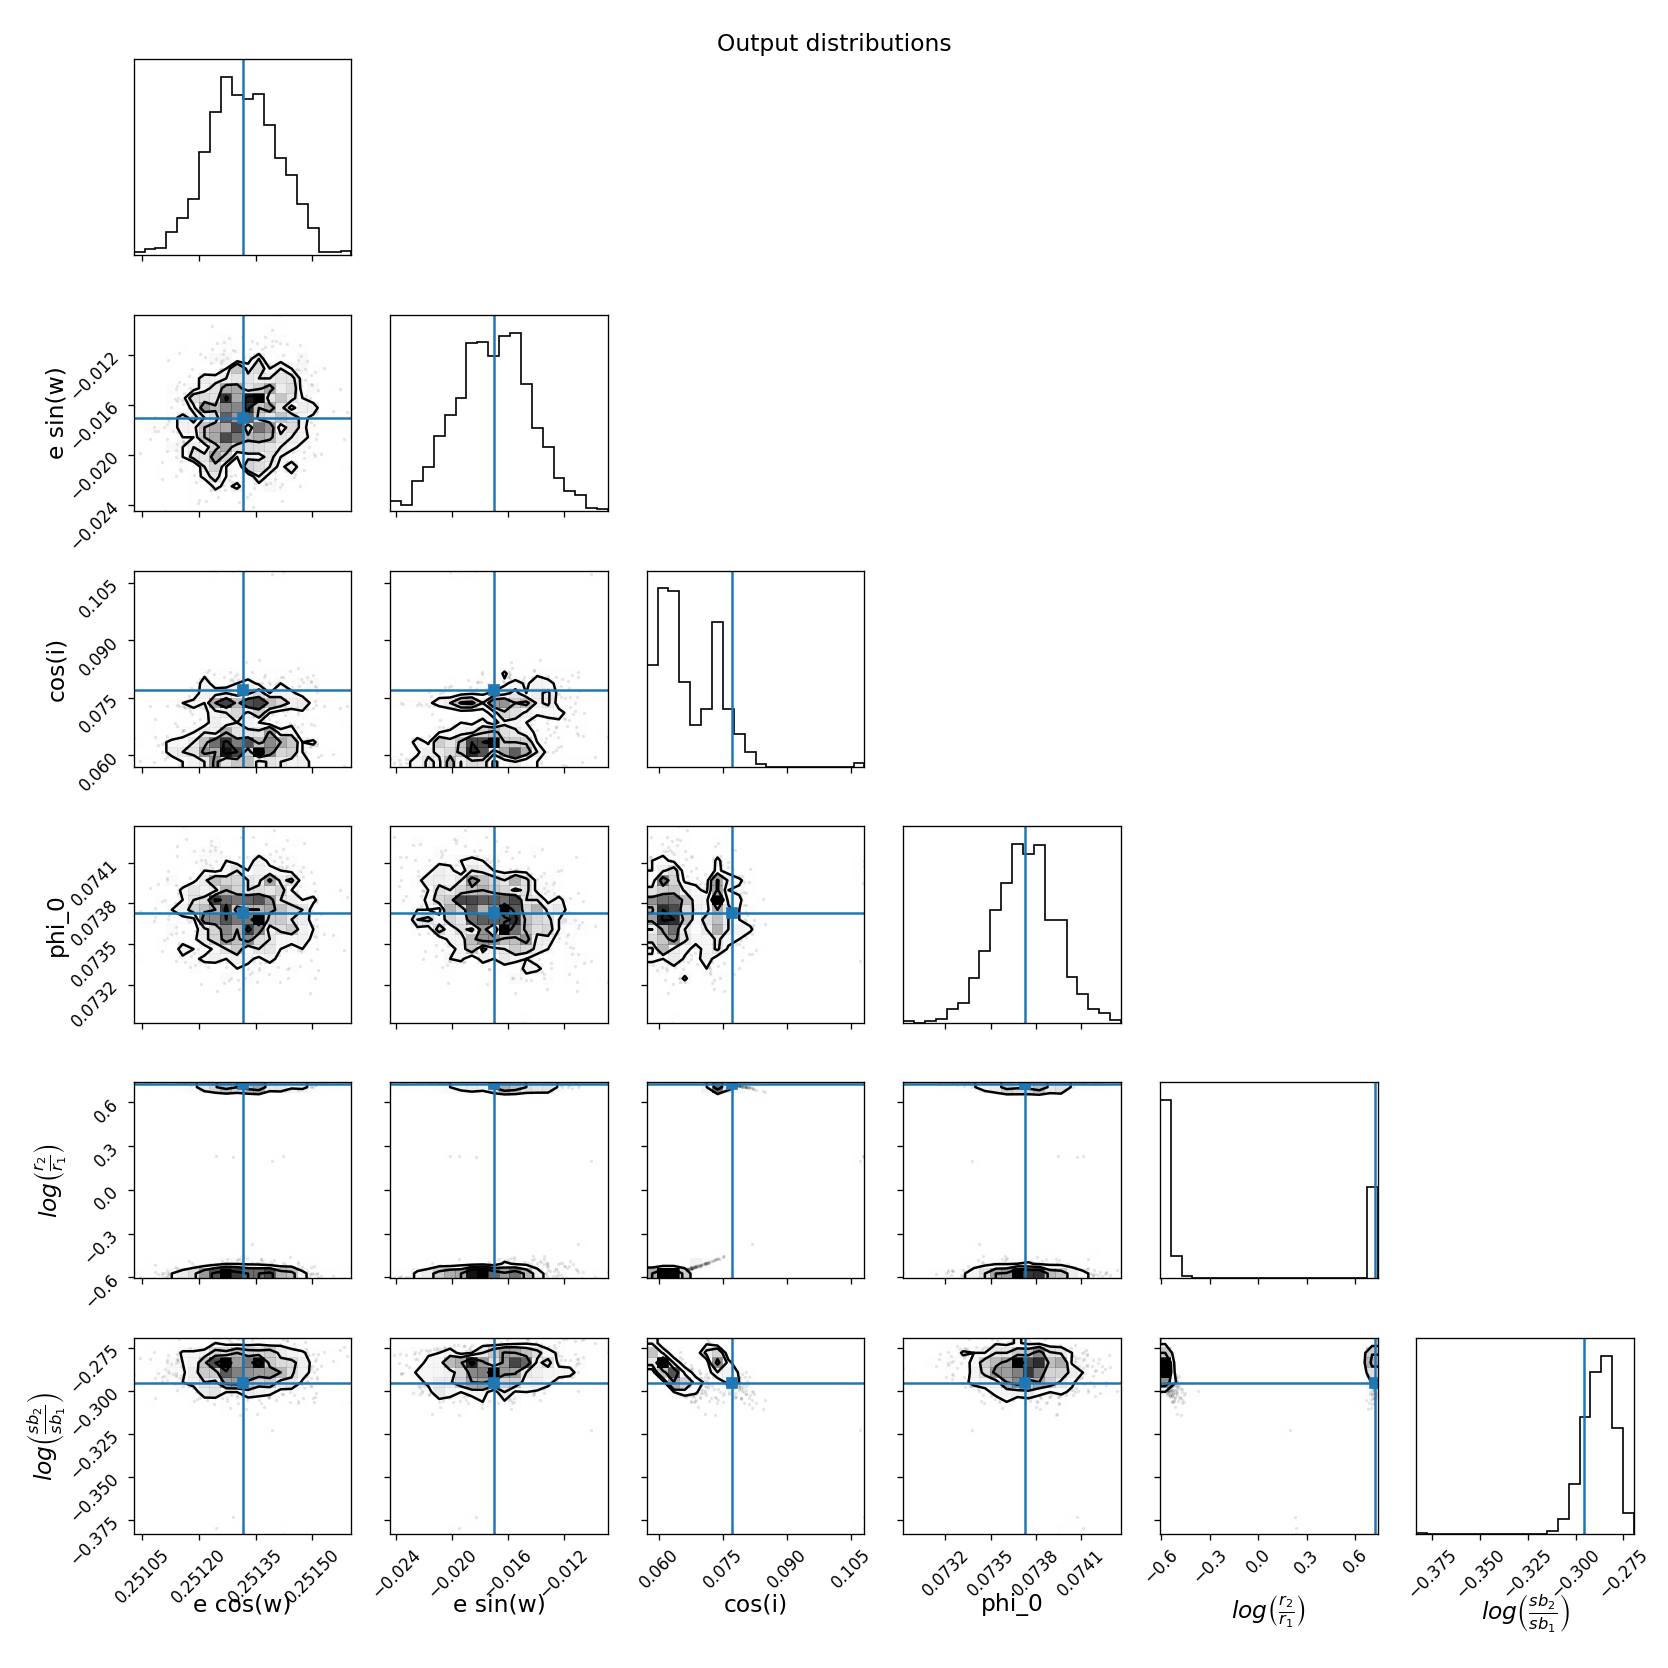 Output distributions
e sin(w)
−0.012
−0.016
−0.020
−0.024
cos(i)
0.105
0.090
0.075
0.060
phi_0
0.0741
0.0738
0.0735
0.0732
log(r2/r1)
0.6
0.3
0.0
−0.3
−0.6
log(sb2/sb1)
−0.275
−0.300
−0.325
−0.350
−0.375
0.25105 0.25120 0.25135 0.25150
−0.024 −0.020 −0.016 −0.012
0.060 0.075 0.090 0.105
0.0732 0.0735 0.0738 0.0741
−0.6 −0.3 0.0 0.3 0.6
−0.375 −0.350 −0.325 −0.300 −0.275
e cos(w) e sin(w) cos(i) phi_0 log(r2/r1) log(sb2/sb1)